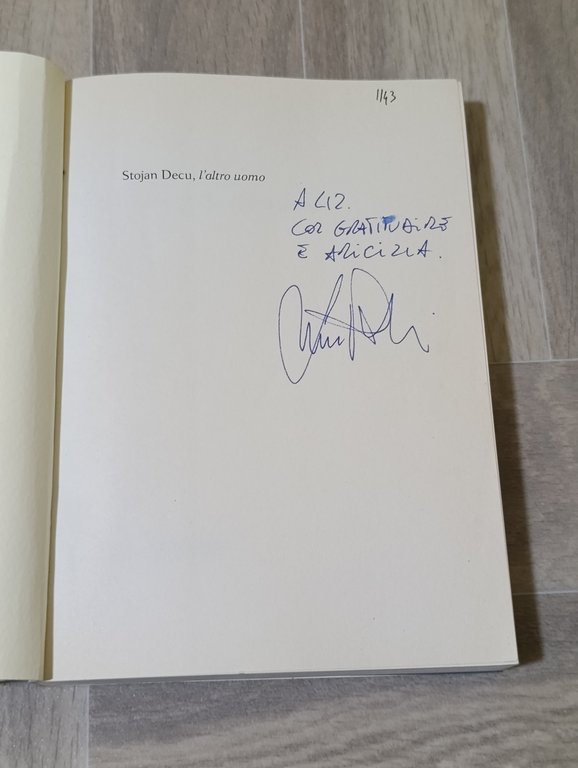 1143
Stojan Decu, l'altro uomo
A LIZ.
CON GRATITUDINE
E AMICIZIA.